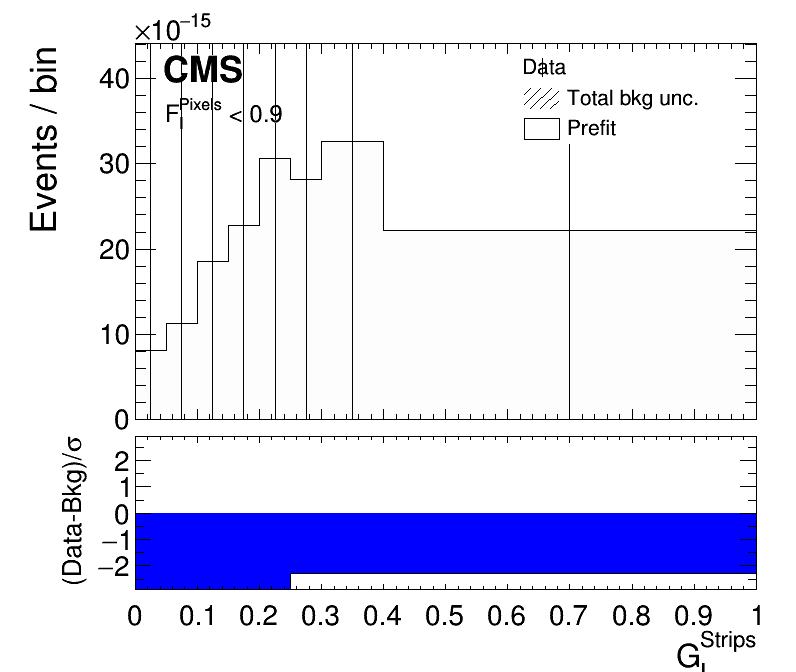 ×10⁻¹⁵
CMS
F_i^Pixels < 0.9
Data
Total bkg unc.
Prefit
Events / bin
40
30
20
10
0
(Data-Bkg)/σ
2
1
0
−1
−2
0 0.1 0.2 0.3 0.4 0.5 0.6 0.7 0.8 0.9 1
G_i^Strips